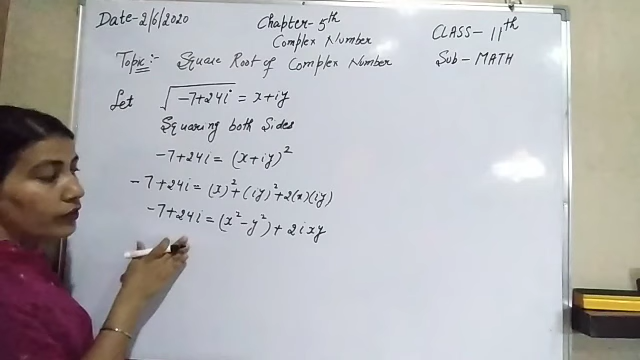 Date-2/6/2020
Chapter-5th
Complex Number
CLASS-11th
Sub-MATH
Topic:- Square Root of Complex Number
Let √-7+24i = x+iy
Squaring both Sides
-7+24i = (x+iy)²
-7+24i = (x)²+(iy)²+2(x)(iy)
-7+24i = (x²-y²)+2ixy